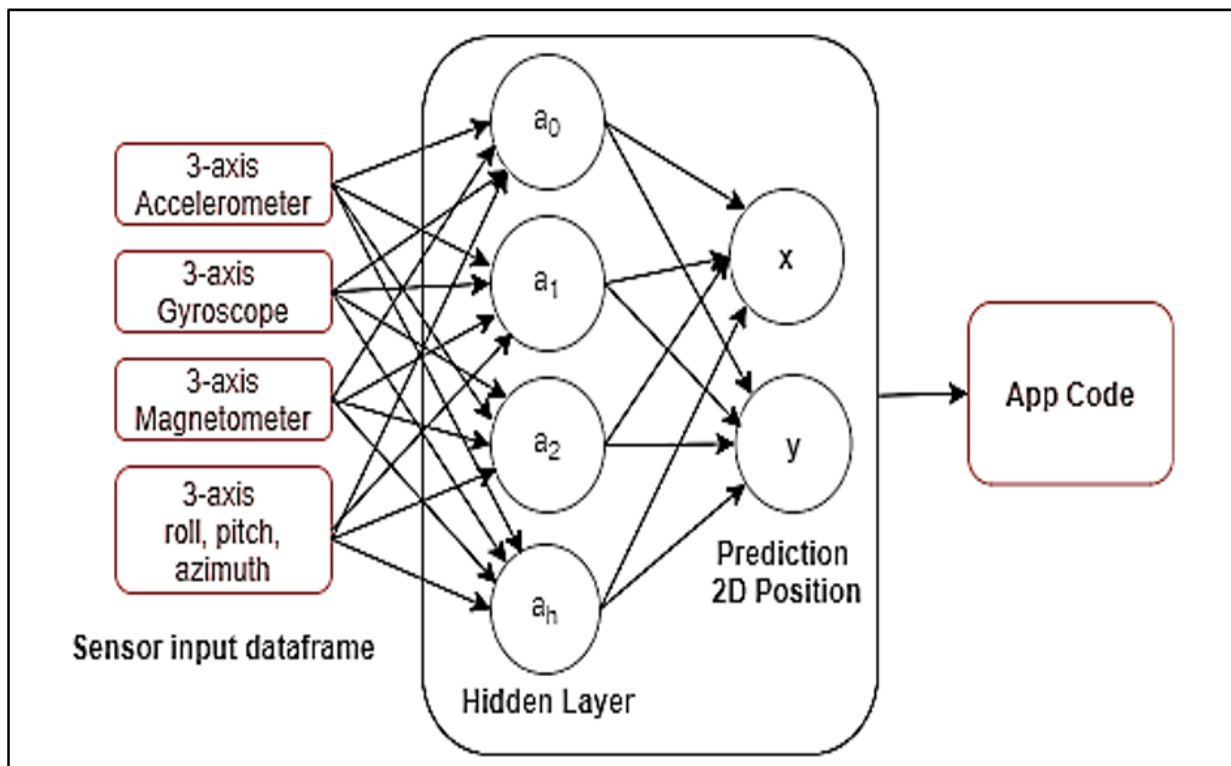 3-axis
Accelerometer
3-axis
Gyroscope
3-axis
Magnetometer
3-axis
roll, pitch,
azimuth
Sensor input dataframe
a0
a1
a2
ah
Hidden Layer
x
y
Prediction
2D Position
App Code